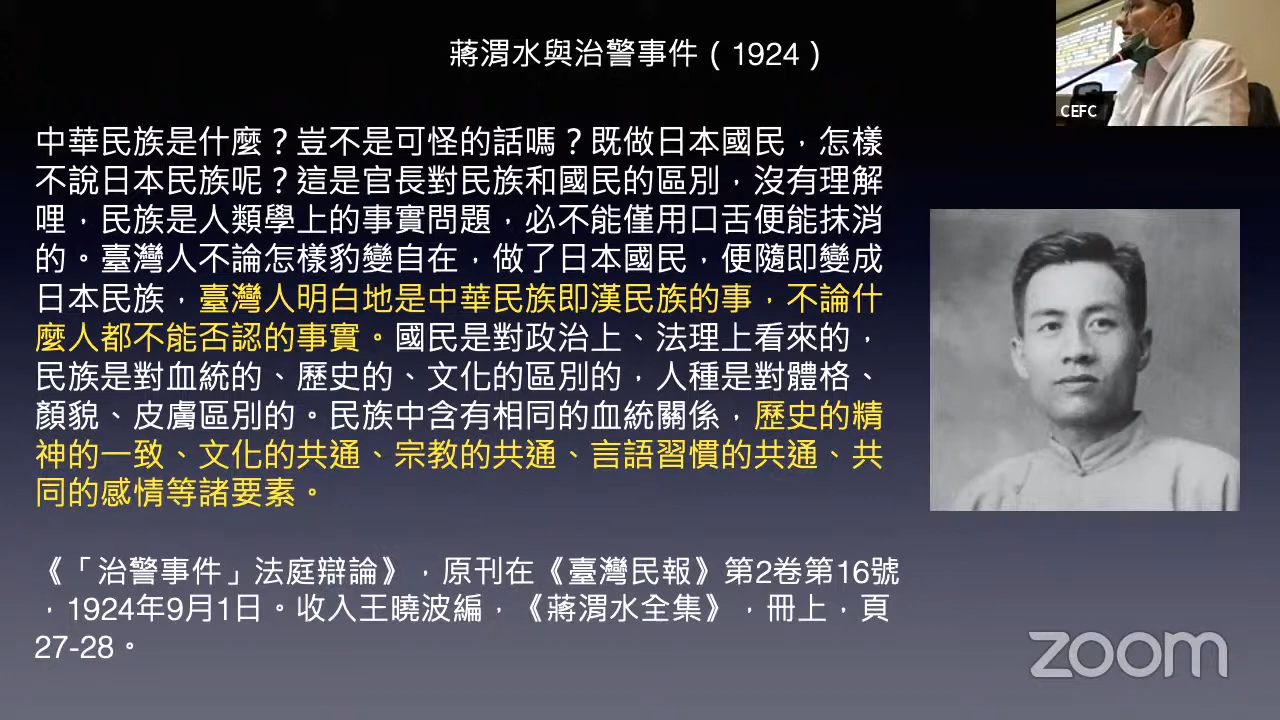 蔣渭水與治警事件（1924）
CEFC
中華民族是什麼？豈不是可怪的話嗎？既做日本國民，怎樣
不說日本民族呢？這是官長對民族和國民的區別，沒有理解
哩，民族是人類學上的事實問題，必不能僅用口舌便能抹消
的。臺灣人不論怎樣豹變自在，做了日本國民，便隨即變成
日本民族，臺灣人明白地是中華民族即漢民族的事，不論什
麼人都不能否認的事實。國民是對政治上、法理上看來的，
民族是對血統的、歷史的、文化的區別的，人種是對體格、
顏貌、皮膚區別的。民族中含有相同的血統關係，歷史的精
神的一致、文化的共通、宗教的共通、言語習慣的共通、共
同的感情等諸要素。
《「治警事件」法庭辯論》，原刊在《臺灣民報》第2卷第16號
，1924年9月1日。收入王曉波編，《蔣渭水全集》，冊上，頁
27-28。
zoom